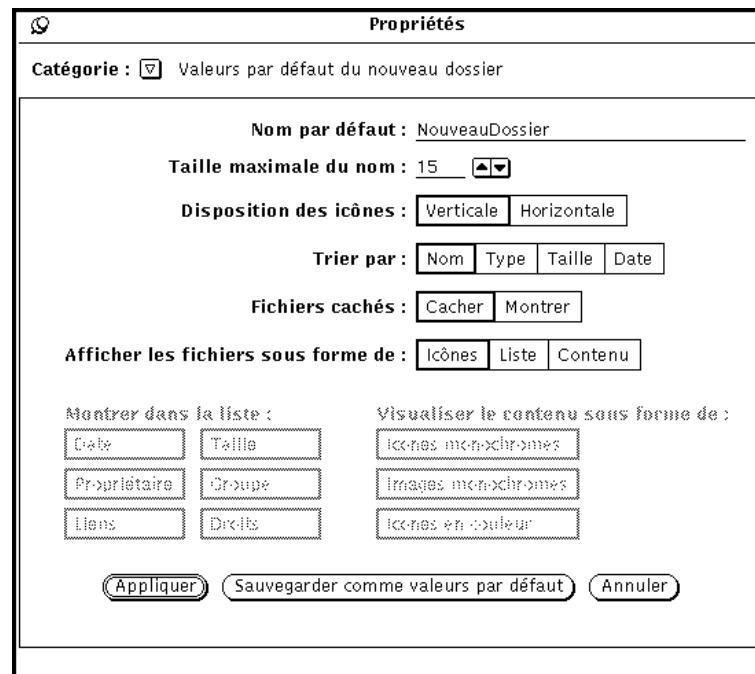 Propriétés
Catégorie : Valeurs par défaut du nouveau dossier
Nom par défaut : NouveauDossier
Taille maximale du nom : 15
Disposition des icônes : Verticale Horizontale
Trier par : Nom Type Taille Date
Fichiers cachés : Cacher Montrer
Afficher les fichiers sous forme de : Icônes Liste Contenu
Montrer dans la liste : Visualiser le contenu sous forme de :
Date Taille Icones monochromes
Propriétaire Groupe Images monochromes
Liens Droits Icones en couleur
Appliquer Sauvegarder comme valeurs par défaut Annuler